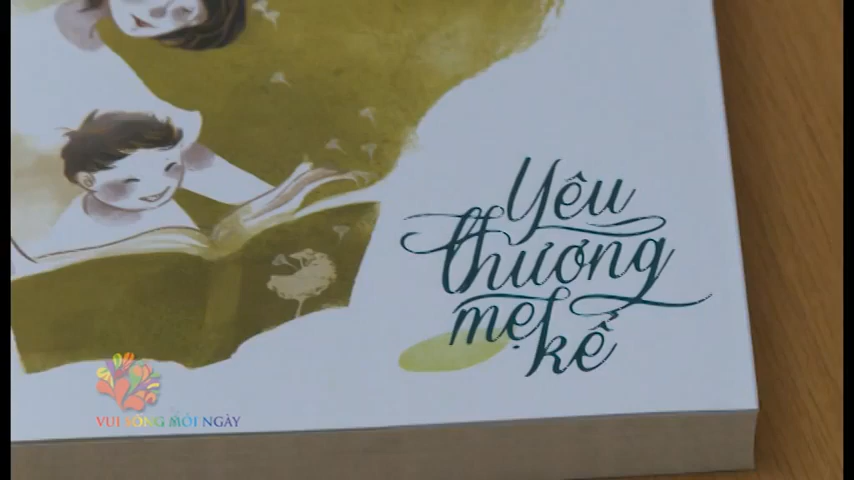 Yêu
thương
mẹ
kể
VUI SỐNG MỖI NGÀY